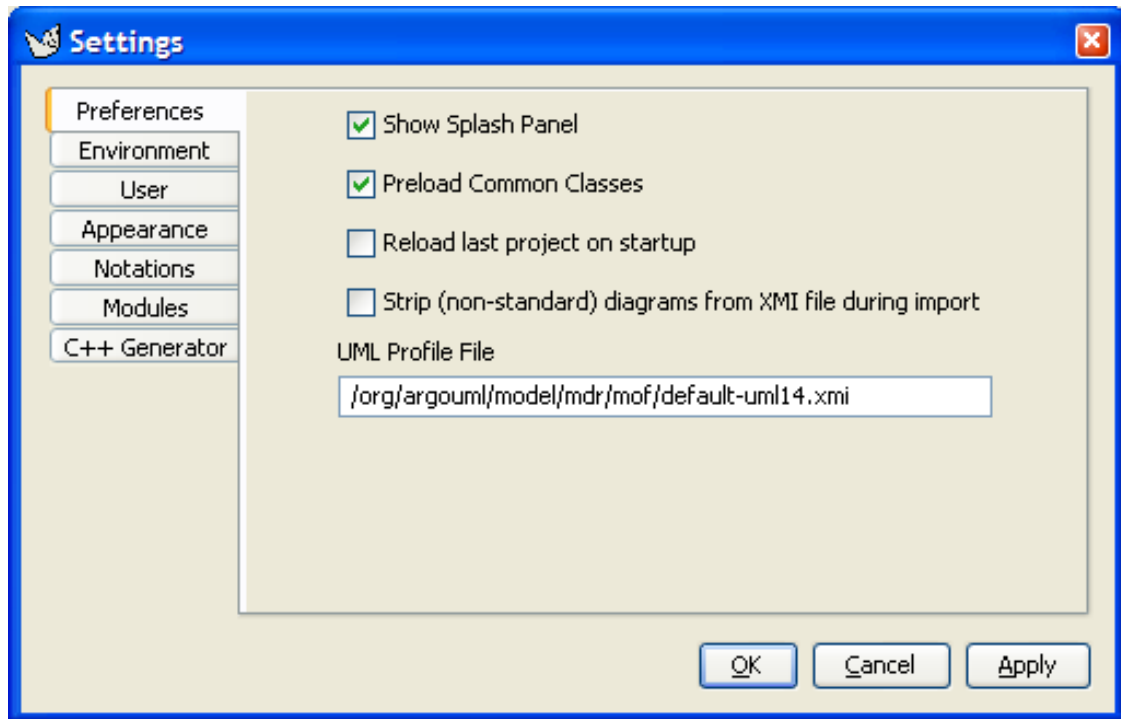 Settings
Preferences
Environment
User
Appearance
Notations
Modules
C++ Generator
Show Splash Panel
Preload Common Classes
Reload last project on startup
Strip (non-standard) diagrams from XMI file during import
UML Profile File
/org/argouml/model/mdr/mof/default-uml14.xmi
OK
Cancel
Apply